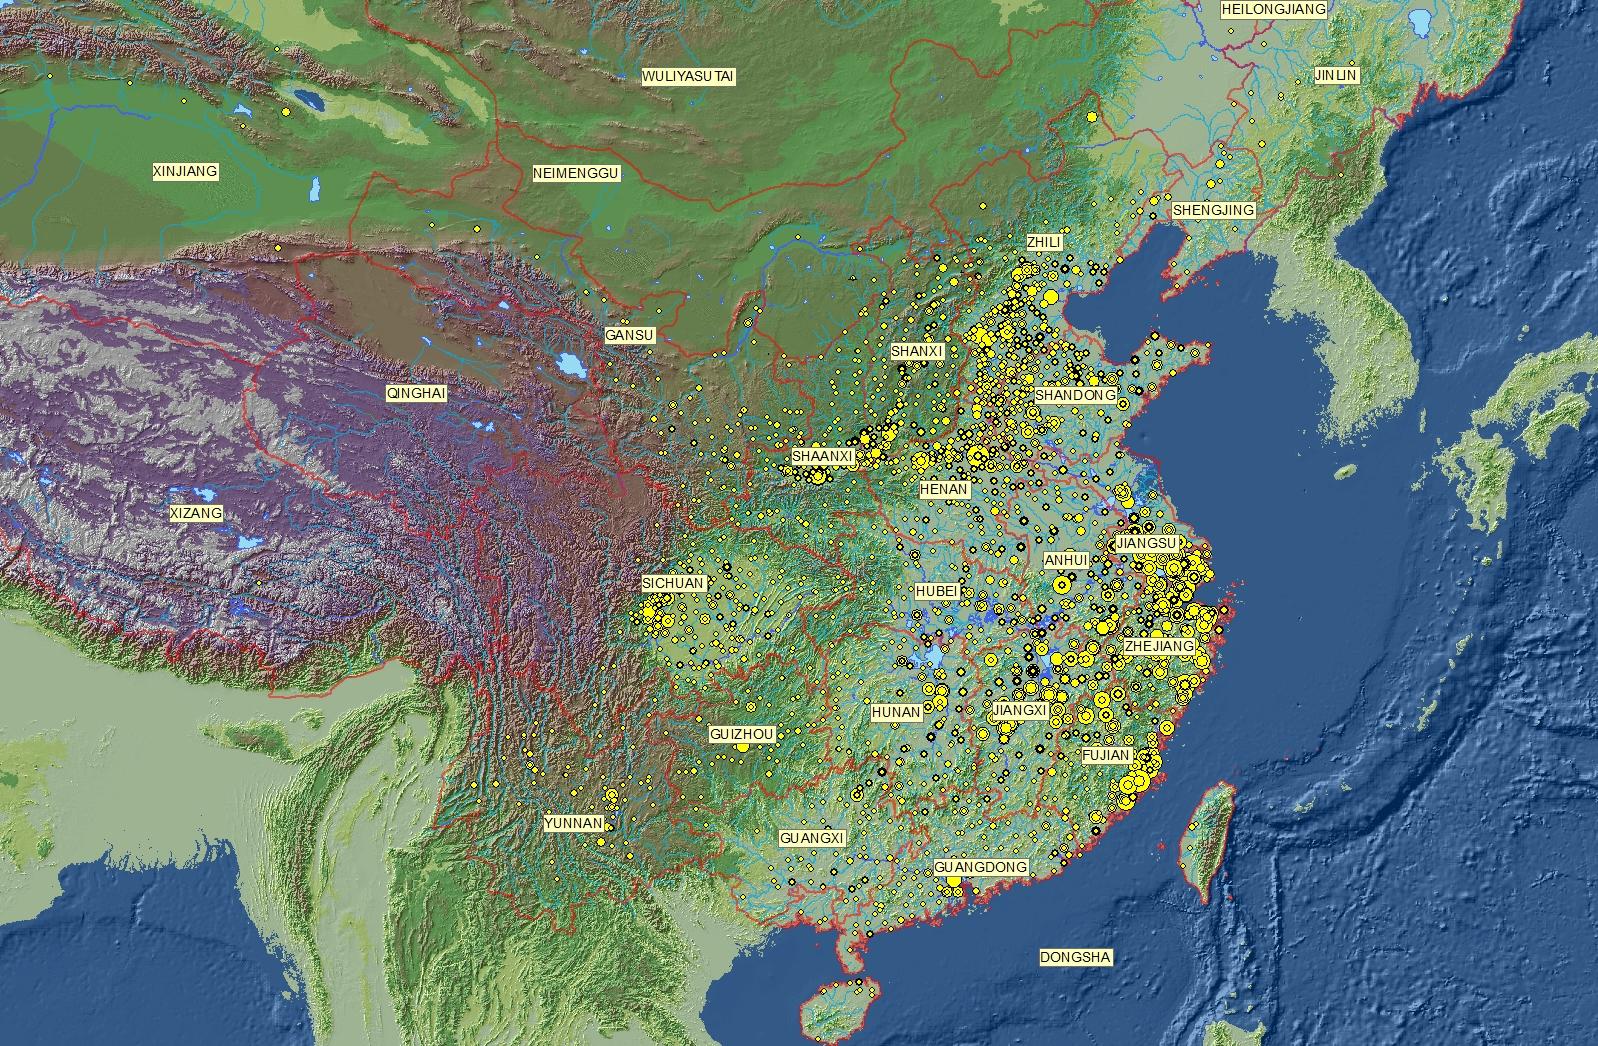 HEILONGJIANG
JINLIN
WULIYASUTAI
XINJIANG
NEIMENGGU
SHENGJING
ZHILI
GANSU
SHANXI
QINGHAI
SHANDONG
SHAANXI
HENAN
XIZANG
JIANGSU
ANHUI
SICHUAN
HUBEI
ZHEJIANG
HUNAN
JIANGXI
GUIZHOU
FUJIAN
YUNNAN
GUANGXI
GUANGDONG
DONGSHA